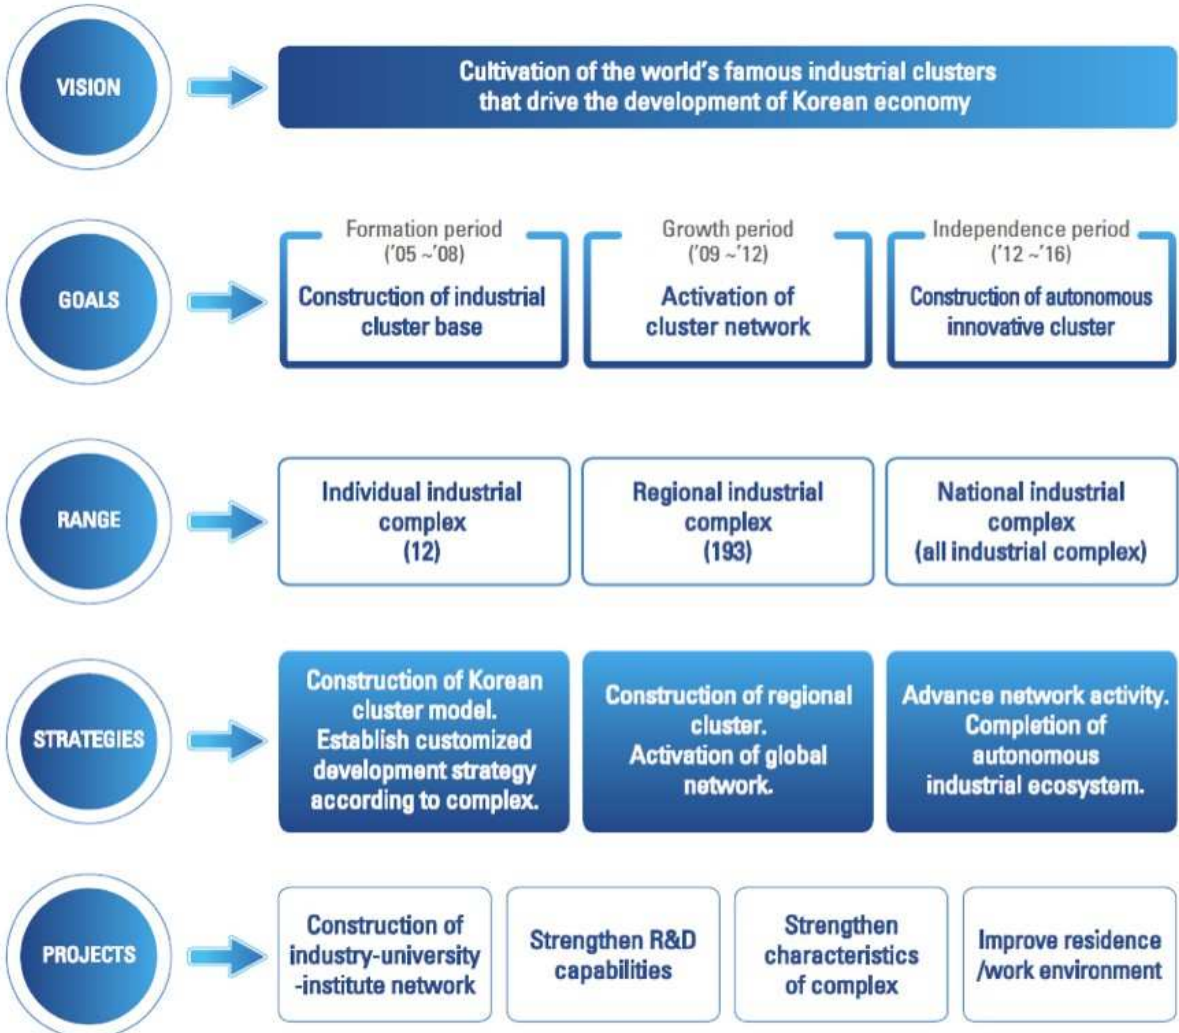 VISION
Cultivation of the world's famous industrial clusters
that drive the development of Korean economy
GOALS
Formation period
('05 ~'08)
Construction of industrial
cluster base
Growth period
('09 ~'12)
Activation of
cluster network
Independence period
('12 ~'16)
Construction of autonomous
innovative cluster
RANGE
Individual industrial
complex
(12)
Regional industrial
complex
(193)
National industrial
complex
(all industrial complex)
STRATEGIES
Construction of Korean
cluster model.
Establish customized
development strategy
according to complex.
Construction of regional
cluster.
Activation of global
network.
Advance network activity.
Completion of
autonomous
industrial ecosystem.
PROJECTS
Construction of
industry-university
-institute network
Strengthen R&D
capabilities
Strengthen
characteristics
of complex
Improve residence
/work environment